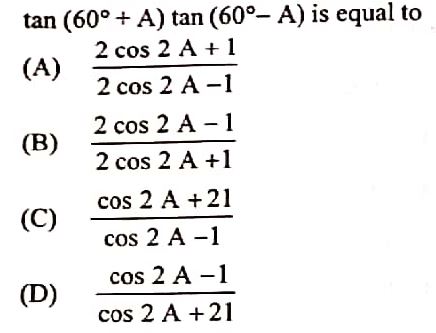 tan (60° + A) tan (60°– A) is equal to
(A) 2 cos 2 A + 1
2 cos 2 A –1
(B) 2 cos 2 A – 1
2 cos 2 A +1
(C) cos 2 A +21
cos 2 A –1
(D) cos 2 A –1
cos 2 A +21